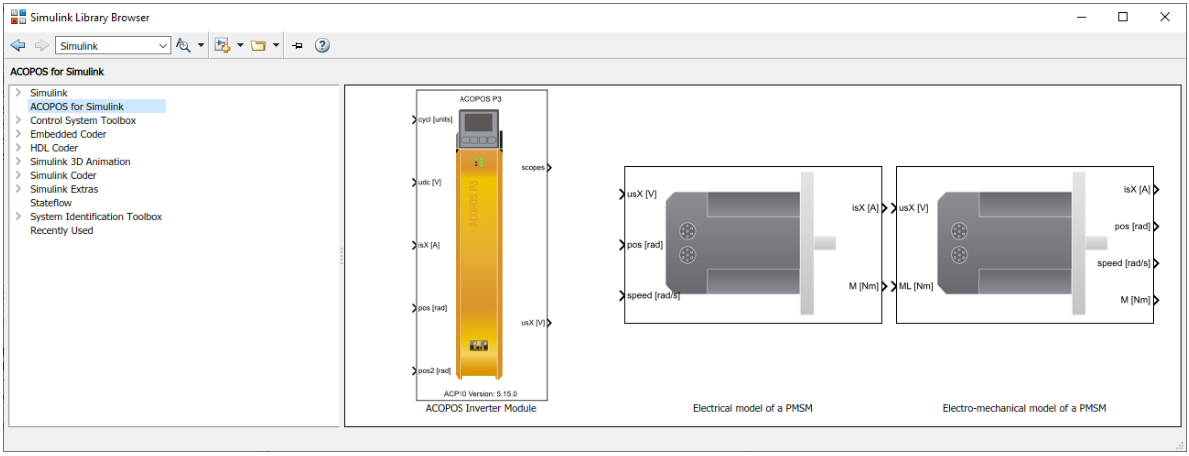 Simulink Library Browser
Simulink
ACOPOS for Simulink
Simulink
ACOPOS for Simulink
Control System Toolbox
Embedded Coder
HDL Coder
Simulink 3D Animation
Simulink Coder
Simulink Extras
Stateflow
System Identification Toolbox
Recently Used
ACOPOS P3
cycl [units]
udc [V]
isX [A]
pos [rad]
pos2 [rad]
scopes
usX [V]
ACOPOS P3
ACP10 Version: 5.15.0
ACOPOS Inverter Module
usX [V]
pos [rad]
speed [rad/s]
isX [A]
M [Nm]
Electrical model of a PMSM
usX [V]
ML [Nm]
isX [A]
pos [rad]
speed [rad/s]
M [Nm]
Electro-mechanical model of a PMSM